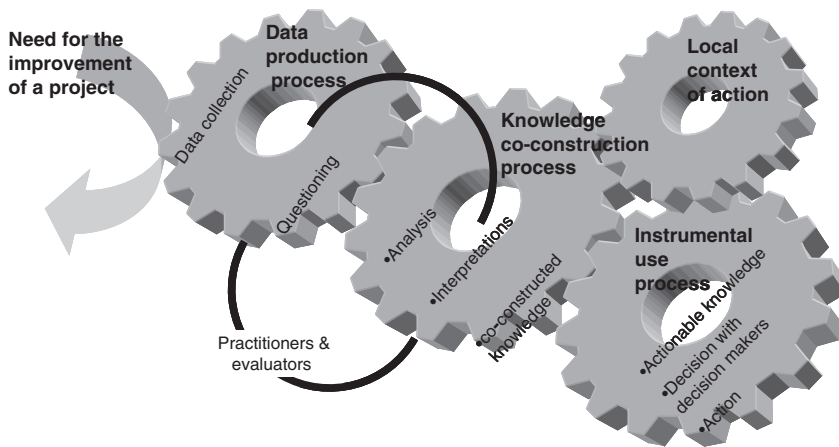 Need for the
improvement
of a project
Data
production
process
Data collection
Questioning
Practitioners &
evaluators
Knowledge
co-construction
process
•Analysis
•Interpretations
•co-constructed
knowledge
Local
context
of action
Instrumental
use
process
•Actionable knowledge
•Decision with
decision makers
•Action